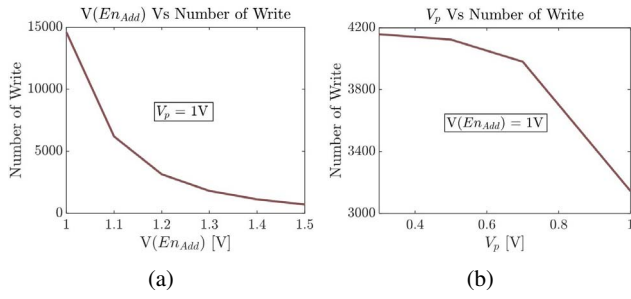 V(En_Add) Vs Number of Write
Number of Write
15000
10000
5000
0
V_p = 1V
1
1.1
1.2
1.3
1.4
1.5
V(En_Add) [V]
(a)
V_p Vs Number of Write
Number of Write
4200
3800
3400
3000
V(En_Add) = 1V
0.4
0.6
0.8
1
V_p [V]
(b)